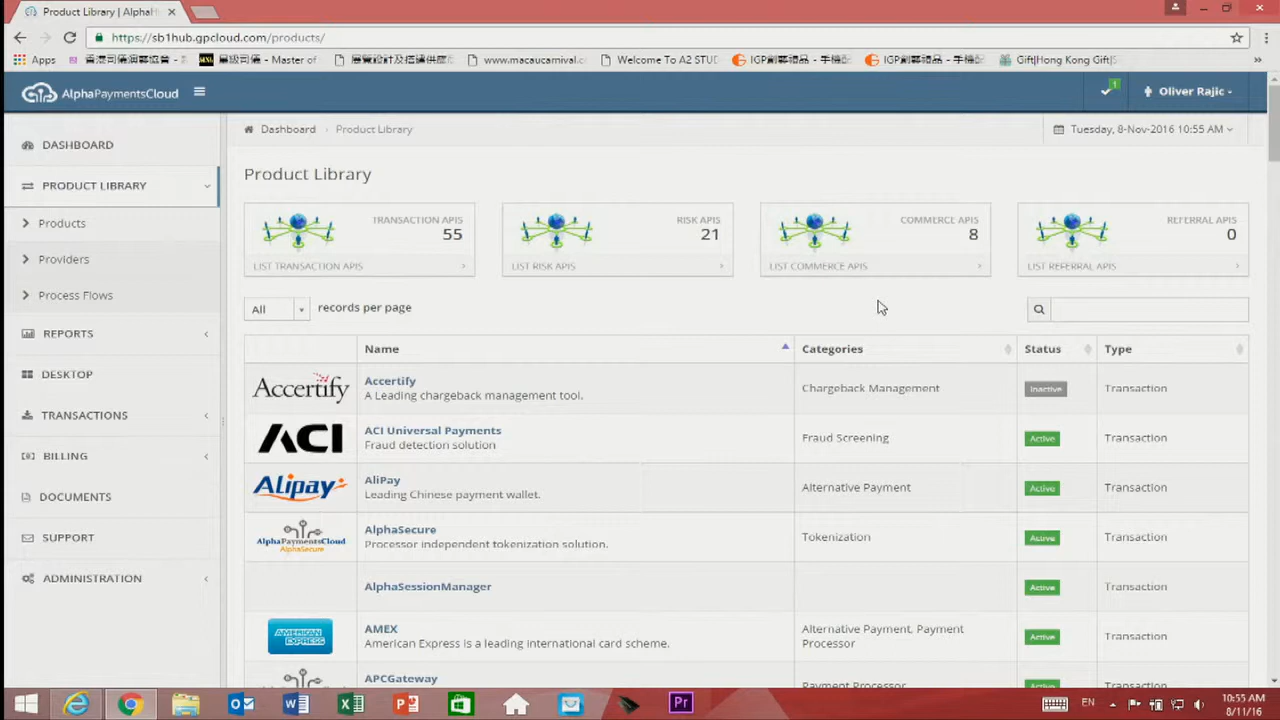 Product Library | AlphaH
https://sb1hub.gpcloud.com/products/
Apps
- Master of
www.macaucarnival.c
Welcome To A2 STUD
Gift|Hong Kong Gift|S
AlphaPaymentsCloud
1
Oliver Rajic
Dashboard > Product Library
Tuesday, 8-Nov-2016 10:55 AM
DASHBOARD
PRODUCT LIBRARY
Products
Providers
Process Flows
REPORTS
DESKTOP
TRANSACTIONS
BILLING
DOCUMENTS
SUPPORT
ADMINISTRATION
Product Library
TRANSACTION APIS
55
LIST TRANSACTION APIS
RISK APIS
21
LIST RISK APIS
COMMERCE APIS
8
LIST COMMERCE APIS
REFERRAL APIS
0
LIST REFERRAL APIS
All records per page
Name Categories Status Type
Accertify Accertify Chargeback Management Inactive Transaction
A Leading chargeback management tool.
ACI ACI Universal Payments Fraud Screening Active Transaction
Fraud detection solution
Alipay AliPay Alternative Payment Active Transaction
Leading Chinese payment wallet.
AlphaPaymentsCloud AlphaSecure AlphaSecure Tokenization Active Transaction
Processor independent tokenization solution.
AlphaSessionManager Active Transaction
AMERICAN EXPRESS AMEX Alternative Payment, Payment Processor Active Transaction
American Express is a leading international card scheme.
APCGateway Payment Processor Active Transaction
Pr
EN
10:55 AM
8/11/16